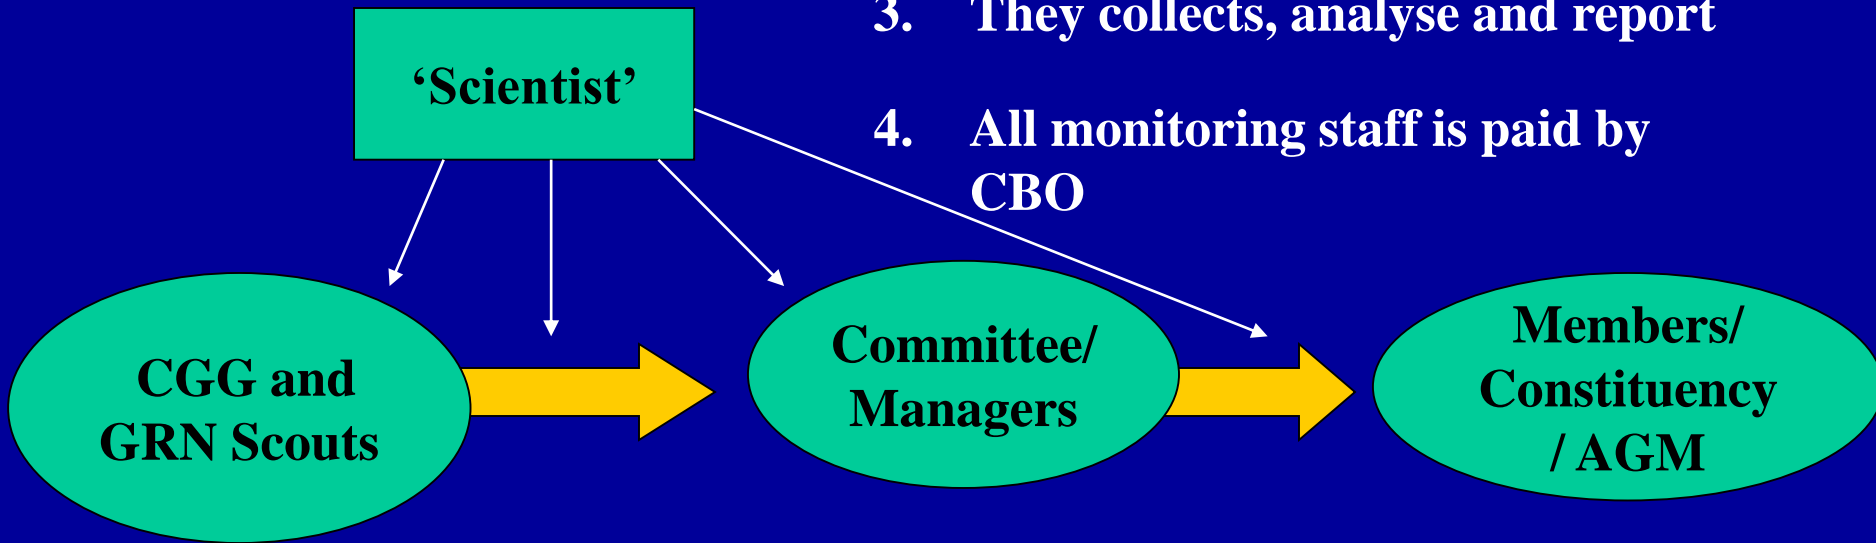 3. They collects, analyse and report
‘Scientist’
4. All monitoring staff is paid by
CBO
CGG and
GRN Scouts
Committee/
Managers
Members/
Constituency
/ AGM